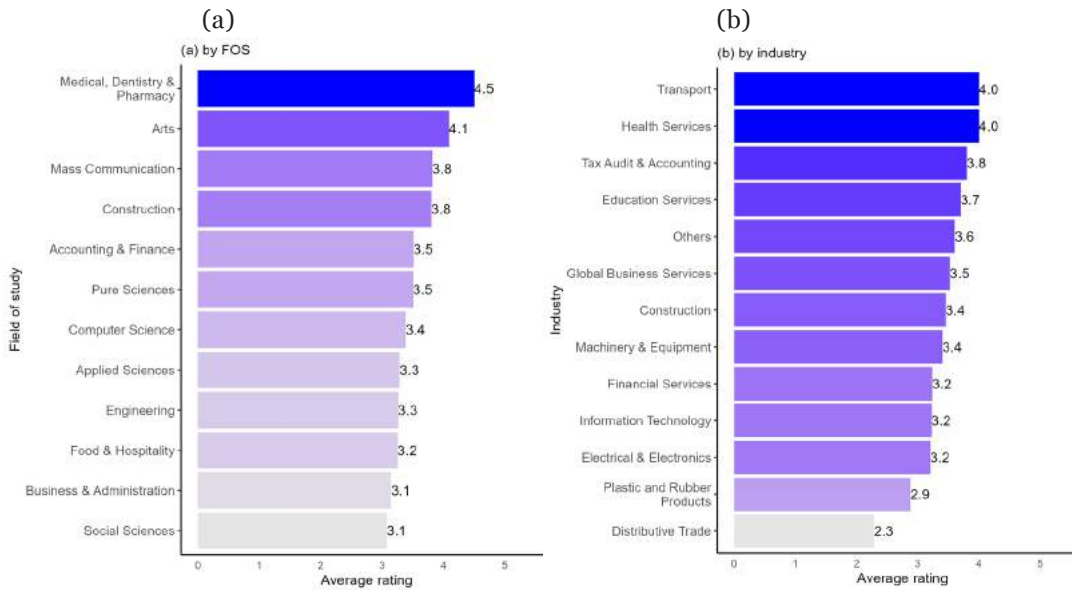 (a)
(a) by FOS
Field of study
Medical, Dentistry &
Pharmacy
4.5
Arts
4.1
Mass Communication
3.8
Construction
3.8
Accounting & Finance
3.5
Pure Sciences
3.5
Computer Science
3.4
Applied Sciences
3.3
Engineering
3.3
Food & Hospitality
3.2
Business & Administration
3.1
Social Sciences
3.1
0 1 2 3 4 5
Average rating
(b)
(b) by industry
Industry
Transport
4.0
Health Services
4.0
Tax Audit & Accounting
3.8
Education Services
3.7
Others
3.6
Global Business Services
3.5
Construction
3.4
Machinery & Equipment
3.4
Financial Services
3.2
Information Technology
3.2
Electrical & Electronics
3.2
Plastic and Rubber
Products
2.9
Distributive Trade
2.3
0 1 2 3 4 5
Average rating